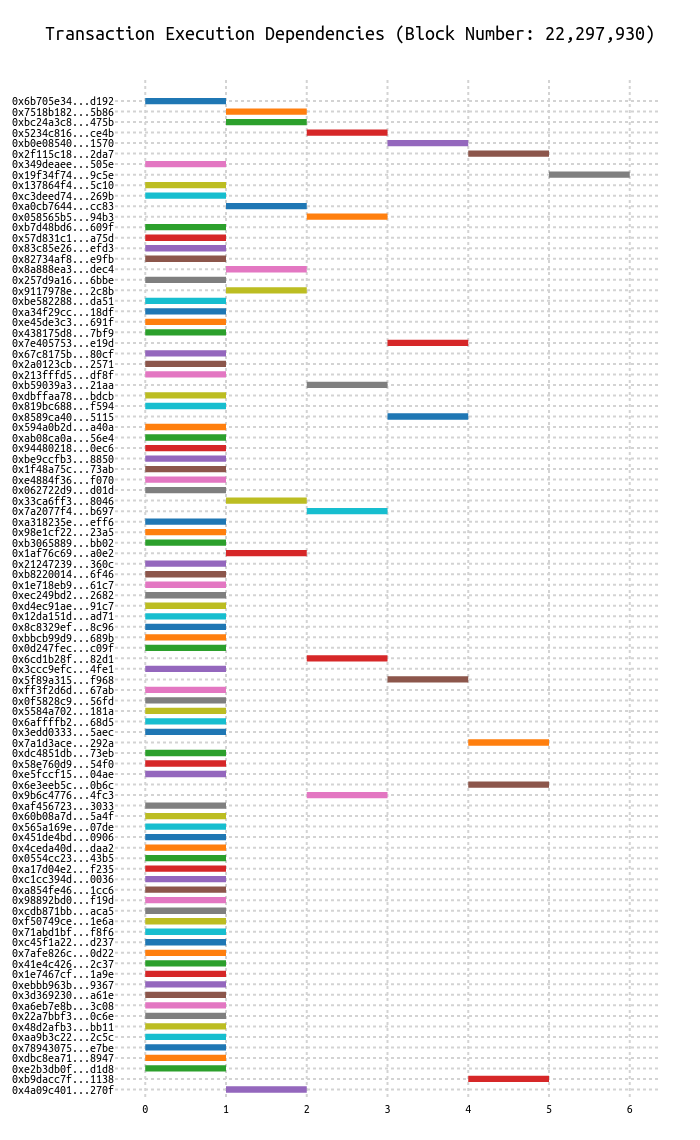 Transaction Execution Dependencies (Block Number: 22,297,930)
0x6b705e34...d192
0x7518b182...5b86
0xbc24a3c8...475b
0x5234c816...ce4b
0xb0e08540...1570
0x2f115c18...2da7
0x349deaee...505e
0x19f34f74...9c5e
0x137864f4...5c10
0xc3deed74...269b
0xa0cb7644...cc83
0x058565b5...94b3
0xb7d48bd6...609f
0x57d831c1...a75d
0x83c85e26...efd3
0x82734af8...e9fb
0x8a888ea3...dec4
0x257d9a16...6bbe
0x9117978e...2c8b
0xbe582288...da51
0xa34f29cc...18df
0xe45de3c3...691f
0x438175d8...7bf9
0x7e405753...e19d
0x67c8175b...80cf
0x2a0123cb...2571
0x213fffd5...df8f
0xb59039a3...21aa
0xdbffaa78...bdcb
0x819bc688...f594
0x8589ca40...5115
0x594a0b2d...a40a
0xab08ca0a...56e4
0x94480218...0ec6
0xbe9ccfb3...8850
0x1f48a75c...73ab
0xe4884f36...f070
0x062722d9...d01d
0x33ca6ff3...8046
0x7a2077f4...b697
0xa318235e...eff6
0x98e1cf22...23a5
0xb3065889...bb02
0x1af76c69...a0e2
0x21247239...360c
0xb8220014...6f46
0x1e718eb9...61c7
0xec249bd2...2682
0xd4ec91ae...91c7
0x12da151d...ad71
0x8c8329ef...8c96
0xbbcb99d9...689b
0x0d247fec...c09f
0x6cd1b28f...82d1
0x3ccc9efc...4fe1
0x5f89a315...f968
0xff3f2d6d...67ab
0x0f5828c9...56fd
0x5584a702...181a
0x6affffb2...68d5
0x3edd0333...5aec
0x7a1d3ace...292a
0xdc4851db...73eb
0x58e760d9...54f0
0xe5fccf15...04ae
0x6e3eeb5c...0b6c
0x9b6c4776...4fc3
0xaf456723...3033
0x60b08a7d...5a4f
0x565a169e...07de
0x451de4bd...0906
0x4ceda40d...daa2
0x0554cc23...43b5
0xa17d04e2...f235
0xc1cc394d...0036
0xa854fe46...1cc6
0x98892bd0...f19d
0xcdb871bb...aca5
0xf50749ce...1e6a
0x71abd1bf...f8f6
0xc45f1a22...d237
0x7afe826c...0d22
0x41e4c426...2c37
0x1e7467cf...1a9e
0xebbb963b...9367
0x3d369230...a61e
0xa6eb7e8b...3c08
0x22a7bbf3...0c6e
0x48d2afb3...bb11
0xaa9b3c22...2c5c
0x78943075...e7be
0xdbc8ea71...8947
0xe2b3db0f...d1d8
0xb9dacc7f...1138
0x4a09c401...270f
0 1 2 3 4 5 6